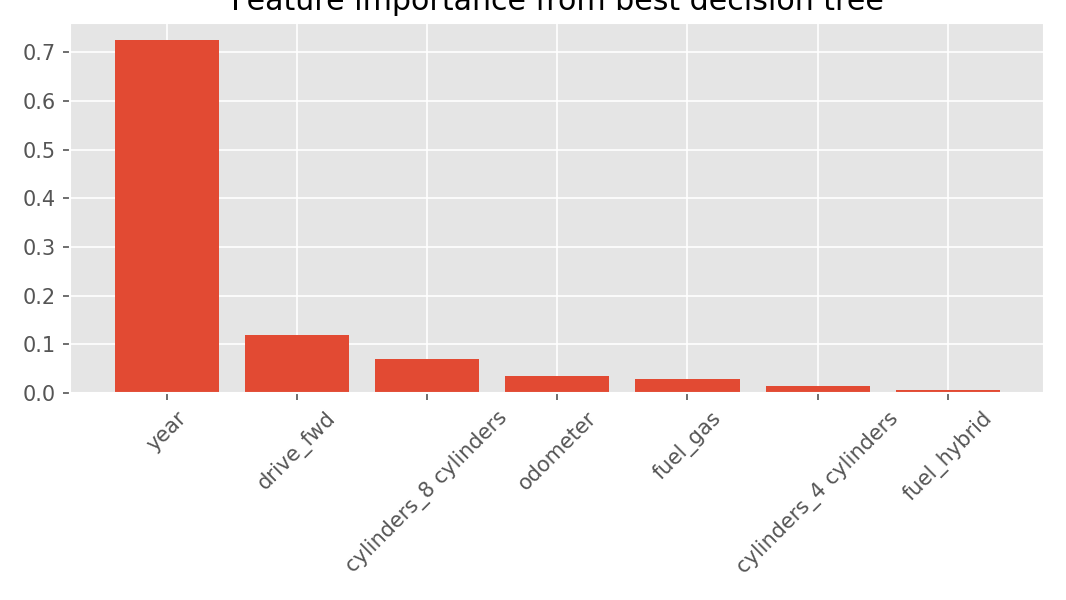 Feature importance from best decision tree
0.7
0.6
0.5
0.4
0.3
0.2
0.1
0.0
year
drive_fwd
cylinders_8 cylinders
odometer
fuel_gas
cylinders_4 cylinders
fuel_hybrid